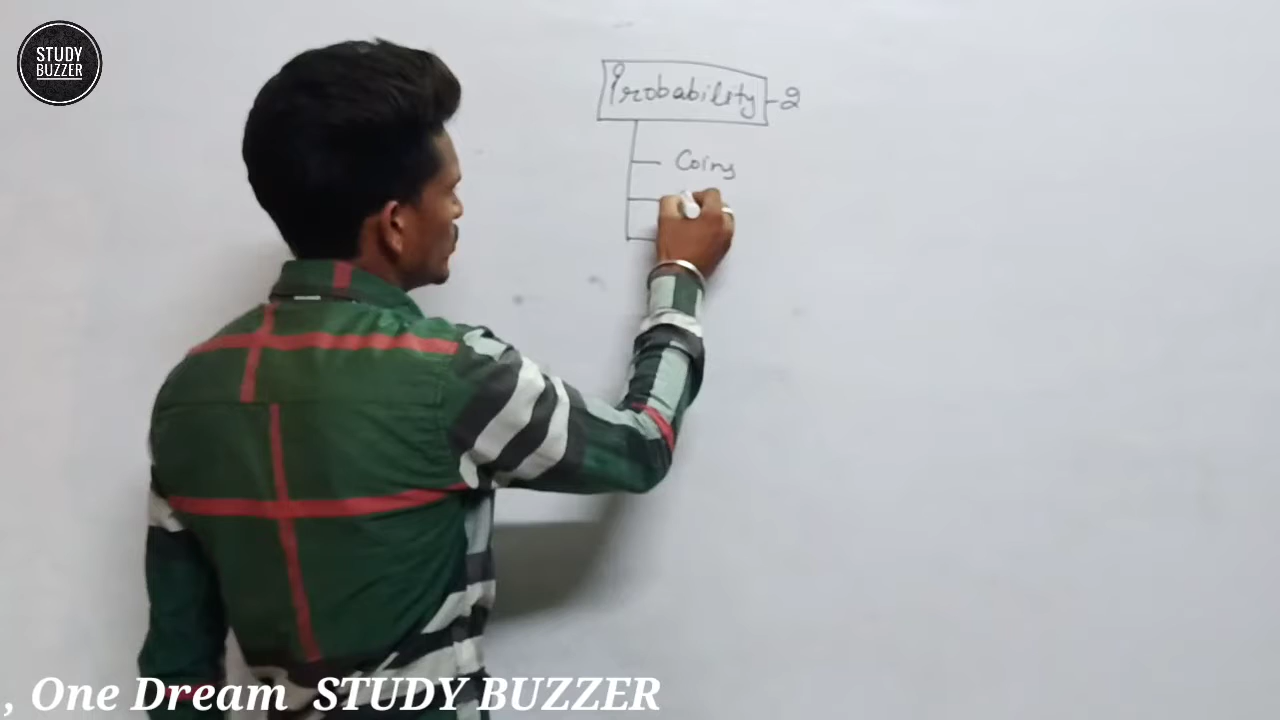 STUDY
BUZZER
Probability - 2
Coins
, One Dream STUDY BUZZER